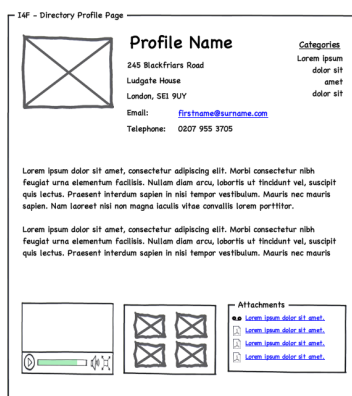 I4F - Directory Profile Page
Profile Name
245 Blackfriars Road
Ludgate House
London, SE1 9UY
Email: firstname@surname.com
Telephone: 0207 955 3705
Categories
Lorem ipsum
dolor sit
amet
dolor sit
Lorem ipsum dolor sit amet, consectetur adipiscing elit. Morbi consectetur nibh
feugiat urna elementum facilisis. Nullam diam arcu, lobortis ut tincidunt vel, suscipit
quis lectus. Praesent interdum sapien in nisi tempor vestibulum. Mauris nec mauris
sapien. Nam laoreet nisi non magna iaculis vitae convallis lorem porttitor.
Lorem ipsum dolor sit amet, consectetur adipiscing elit. Morbi consectetur nibh
feugiat urna elementum facilisis. Nullam diam arcu, lobortis ut tincidunt vel, suscipit
quis lectus. Praesent interdum sapien in nisi tempor vestibulum. Mauris nec mauris
Attachments
Lorem ipsum dolor sit amet.
Lorem ipsum dolor sit amet.
Lorem ipsum dolor sit amet.
Lorem ipsum dolor sit amet.